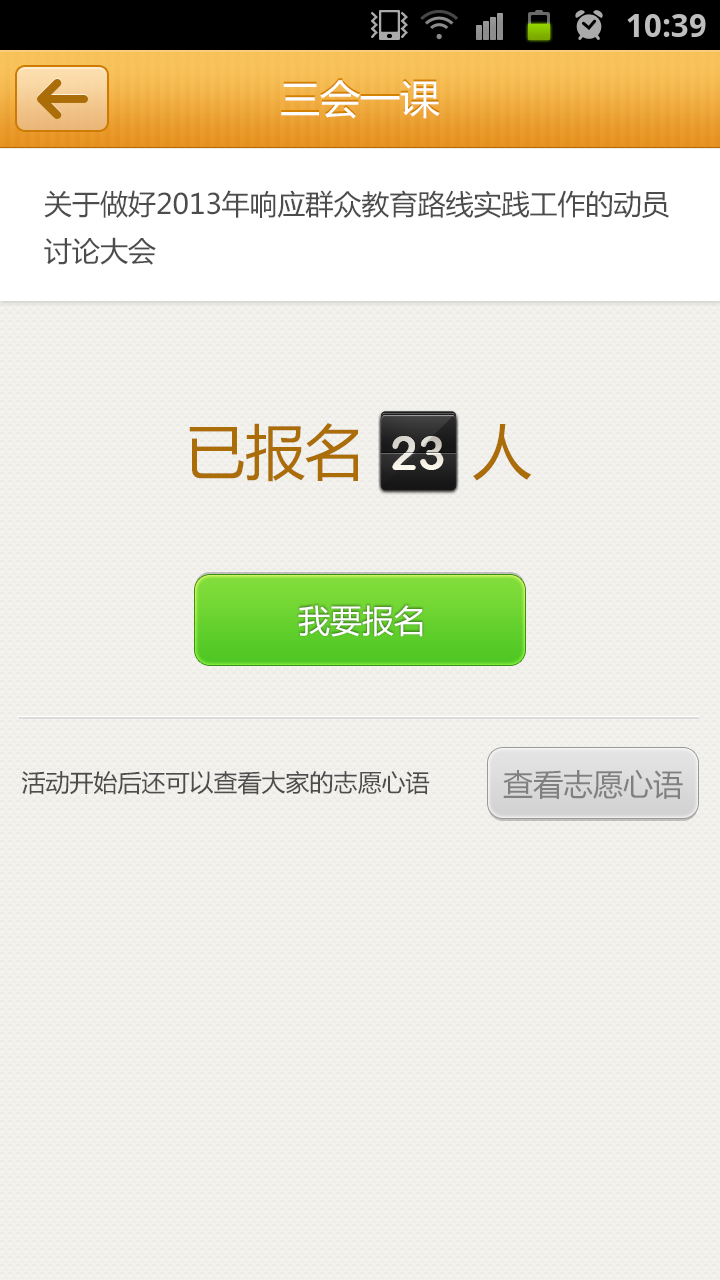 10:39
三会一课
关于做好2013年响应群众教育路线实践工作的动员
讨论大会
已报名 23 人
我要报名
活动开始后还可以查看大家的志愿心语
查看志愿心语